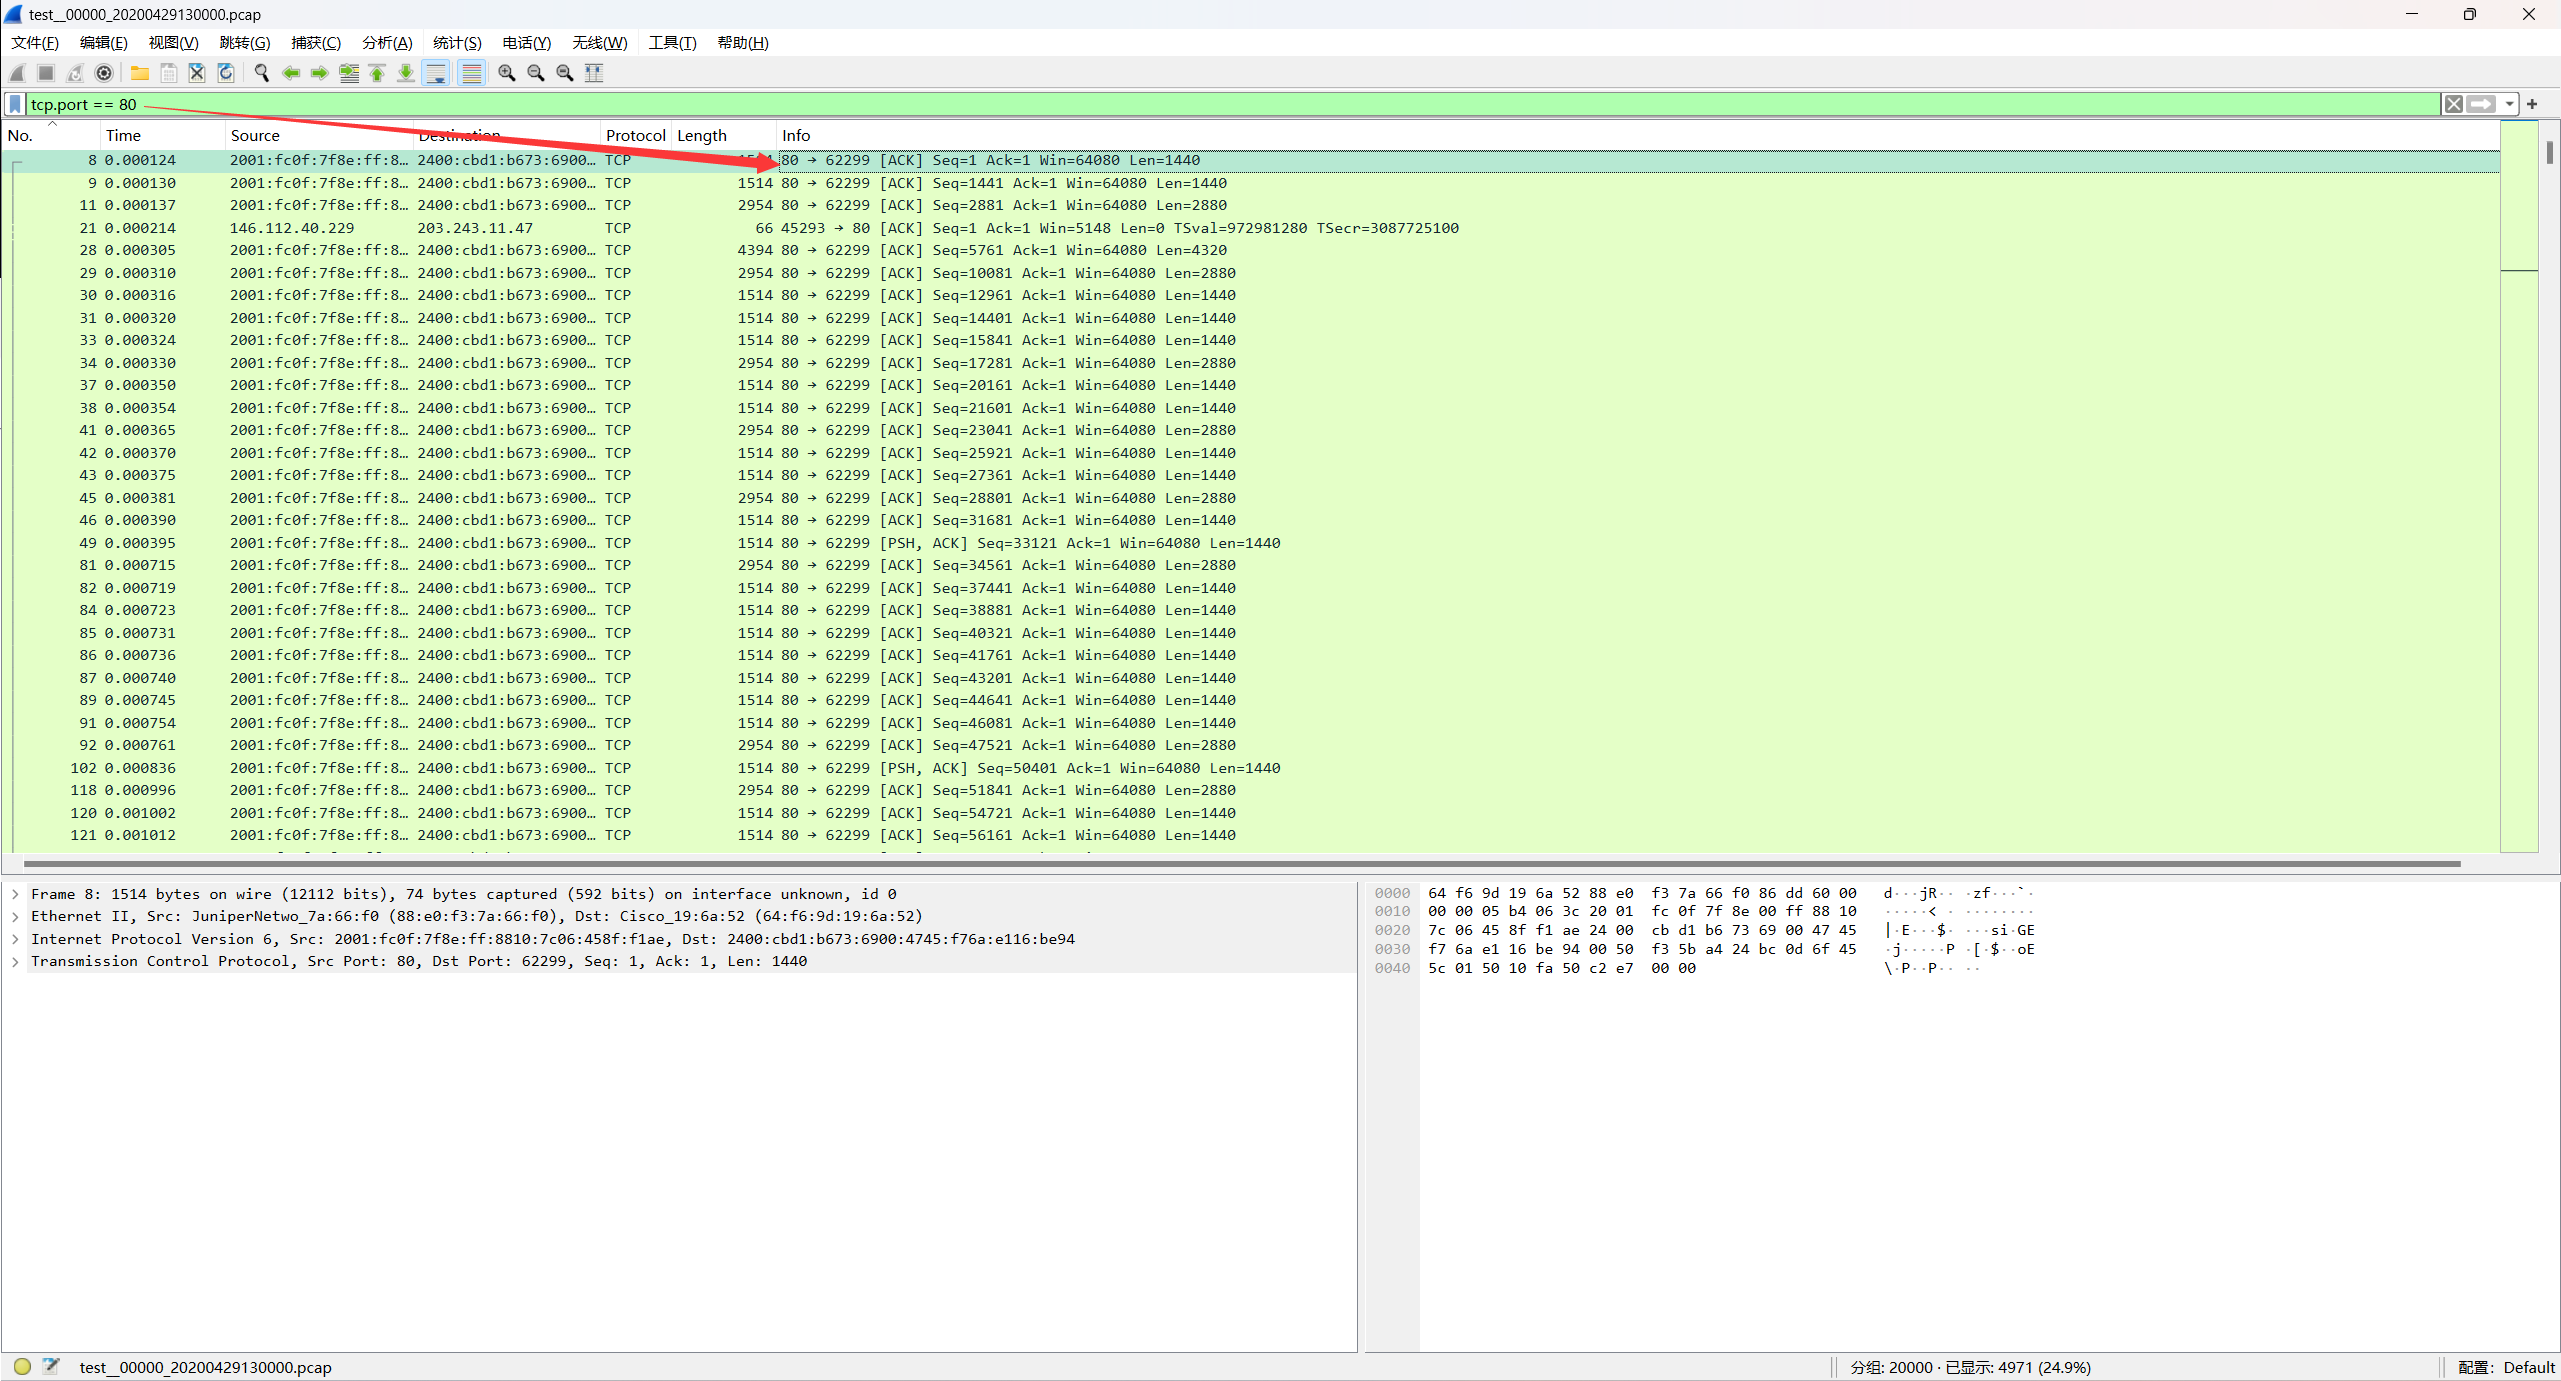 test__00000_20200429130000.pcap
文件(F) 编辑(E) 视图(V) 跳转(G) 捕获(C) 分析(A) 统计(S) 电话(Y) 无线(W) 工具(T) 帮助(H)
tcp.port == 80
No. Time Source Destination Protocol Length Info
8 0.000124 2001:fc0f:7f8e:ff:8… 2400:cbd1:b673:6900… TCP 80 → 62299 [ACK] Seq=1 Ack=1 Win=64080 Len=1440
9 0.000130 2001:fc0f:7f8e:ff:8… 2400:cbd1:b673:6900… TCP 1514 80 → 62299 [ACK] Seq=1441 Ack=1 Win=64080 Len=1440
11 0.000137 2001:fc0f:7f8e:ff:8… 2400:cbd1:b673:6900… TCP 2954 80 → 62299 [ACK] Seq=2881 Ack=1 Win=64080 Len=2880
21 0.000214 146.112.40.229 203.243.11.47 TCP 66 45293 → 80 [ACK] Seq=1 Ack=1 Win=5148 Len=0 TSval=972981280 TSecr=3087725100
28 0.000305 2001:fc0f:7f8e:ff:8… 2400:cbd1:b673:6900… TCP 4394 80 → 62299 [ACK] Seq=5761 Ack=1 Win=64080 Len=4320
29 0.000310 2001:fc0f:7f8e:ff:8… 2400:cbd1:b673:6900… TCP 2954 80 → 62299 [ACK] Seq=10081 Ack=1 Win=64080 Len=2880
30 0.000316 2001:fc0f:7f8e:ff:8… 2400:cbd1:b673:6900… TCP 1514 80 → 62299 [ACK] Seq=12961 Ack=1 Win=64080 Len=1440
31 0.000320 2001:fc0f:7f8e:ff:8… 2400:cbd1:b673:6900… TCP 1514 80 → 62299 [ACK] Seq=14401 Ack=1 Win=64080 Len=1440
33 0.000324 2001:fc0f:7f8e:ff:8… 2400:cbd1:b673:6900… TCP 1514 80 → 62299 [ACK] Seq=15841 Ack=1 Win=64080 Len=1440
34 0.000330 2001:fc0f:7f8e:ff:8… 2400:cbd1:b673:6900… TCP 2954 80 → 62299 [ACK] Seq=17281 Ack=1 Win=64080 Len=2880
37 0.000350 2001:fc0f:7f8e:ff:8… 2400:cbd1:b673:6900… TCP 1514 80 → 62299 [ACK] Seq=20161 Ack=1 Win=64080 Len=1440
38 0.000354 2001:fc0f:7f8e:ff:8… 2400:cbd1:b673:6900… TCP 1514 80 → 62299 [ACK] Seq=21601 Ack=1 Win=64080 Len=1440
41 0.000365 2001:fc0f:7f8e:ff:8… 2400:cbd1:b673:6900… TCP 2954 80 → 62299 [ACK] Seq=23041 Ack=1 Win=64080 Len=2880
42 0.000370 2001:fc0f:7f8e:ff:8… 2400:cbd1:b673:6900… TCP 1514 80 → 62299 [ACK] Seq=25921 Ack=1 Win=64080 Len=1440
43 0.000375 2001:fc0f:7f8e:ff:8… 2400:cbd1:b673:6900… TCP 1514 80 → 62299 [ACK] Seq=27361 Ack=1 Win=64080 Len=1440
45 0.000381 2001:fc0f:7f8e:ff:8… 2400:cbd1:b673:6900… TCP 2954 80 → 62299 [ACK] Seq=28801 Ack=1 Win=64080 Len=2880
46 0.000390 2001:fc0f:7f8e:ff:8… 2400:cbd1:b673:6900… TCP 1514 80 → 62299 [ACK] Seq=31681 Ack=1 Win=64080 Len=1440
49 0.000395 2001:fc0f:7f8e:ff:8… 2400:cbd1:b673:6900… TCP 1514 80 → 62299 [PSH, ACK] Seq=33121 Ack=1 Win=64080 Len=1440
81 0.000715 2001:fc0f:7f8e:ff:8… 2400:cbd1:b673:6900… TCP 2954 80 → 62299 [ACK] Seq=34561 Ack=1 Win=64080 Len=2880
82 0.000719 2001:fc0f:7f8e:ff:8… 2400:cbd1:b673:6900… TCP 1514 80 → 62299 [ACK] Seq=37441 Ack=1 Win=64080 Len=1440
84 0.000723 2001:fc0f:7f8e:ff:8… 2400:cbd1:b673:6900… TCP 1514 80 → 62299 [ACK] Seq=38881 Ack=1 Win=64080 Len=1440
85 0.000731 2001:fc0f:7f8e:ff:8… 2400:cbd1:b673:6900… TCP 1514 80 → 62299 [ACK] Seq=40321 Ack=1 Win=64080 Len=1440
86 0.000736 2001:fc0f:7f8e:ff:8… 2400:cbd1:b673:6900… TCP 1514 80 → 62299 [ACK] Seq=41761 Ack=1 Win=64080 Len=1440
87 0.000740 2001:fc0f:7f8e:ff:8… 2400:cbd1:b673:6900… TCP 1514 80 → 62299 [ACK] Seq=43201 Ack=1 Win=64080 Len=1440
89 0.000745 2001:fc0f:7f8e:ff:8… 2400:cbd1:b673:6900… TCP 1514 80 → 62299 [ACK] Seq=44641 Ack=1 Win=64080 Len=1440
91 0.000754 2001:fc0f:7f8e:ff:8… 2400:cbd1:b673:6900… TCP 1514 80 → 62299 [ACK] Seq=46081 Ack=1 Win=64080 Len=1440
92 0.000761 2001:fc0f:7f8e:ff:8… 2400:cbd1:b673:6900… TCP 2954 80 → 62299 [ACK] Seq=47521 Ack=1 Win=64080 Len=2880
102 0.000836 2001:fc0f:7f8e:ff:8… 2400:cbd1:b673:6900… TCP 1514 80 → 62299 [PSH, ACK] Seq=50401 Ack=1 Win=64080 Len=1440
118 0.000996 2001:fc0f:7f8e:ff:8… 2400:cbd1:b673:6900… TCP 2954 80 → 62299 [ACK] Seq=51841 Ack=1 Win=64080 Len=2880
120 0.001002 2001:fc0f:7f8e:ff:8… 2400:cbd1:b673:6900… TCP 1514 80 → 62299 [ACK] Seq=54721 Ack=1 Win=64080 Len=1440
121 0.001012 2001:fc0f:7f8e:ff:8… 2400:cbd1:b673:6900… TCP 1514 80 → 62299 [ACK] Seq=56161 Ack=1 Win=64080 Len=1440
Frame 8: 1514 bytes on wire (12112 bits), 74 bytes captured (592 bits) on interface unknown, id 0
Ethernet II, Src: JuniperNetwo_7a:66:f0 (88:e0:f3:7a:66:f0), Dst: Cisco_19:6a:52 (64:f6:9d:19:6a:52)
Internet Protocol Version 6, Src: 2001:fc0f:7f8e:ff:8810:7c06:458f:f1ae, Dst: 2400:cbd1:b673:6900:4745:f76a:e116:be94
Transmission Control Protocol, Src Port: 80, Dst Port: 62299, Seq: 1, Ack: 1, Len: 1440
0000 64 f6 9d 19 6a 52 88 e0 f3 7a 66 f0 86 dd 60 00 d···jR·· ·zf···`·
0010 00 00 05 b4 06 3c 20 01 fc 0f 7f 8e 00 ff 88 10 ·····< · ········
0020 7c 06 45 8f f1 ae 24 00 cb d1 b6 73 69 00 47 45 |·E···$· ···si·GE
0030 f7 6a e1 16 be 94 00 50 f3 5b a4 24 bc 0d 6f 45 ·j·····P ·[·$··oE
0040 5c 01 50 10 fa 50 c2 e7 00 00 \·P··P·· ··
test__00000_20200429130000.pcap 分组: 20000 · 已显示: 4971 (24.9%) 配置: Default